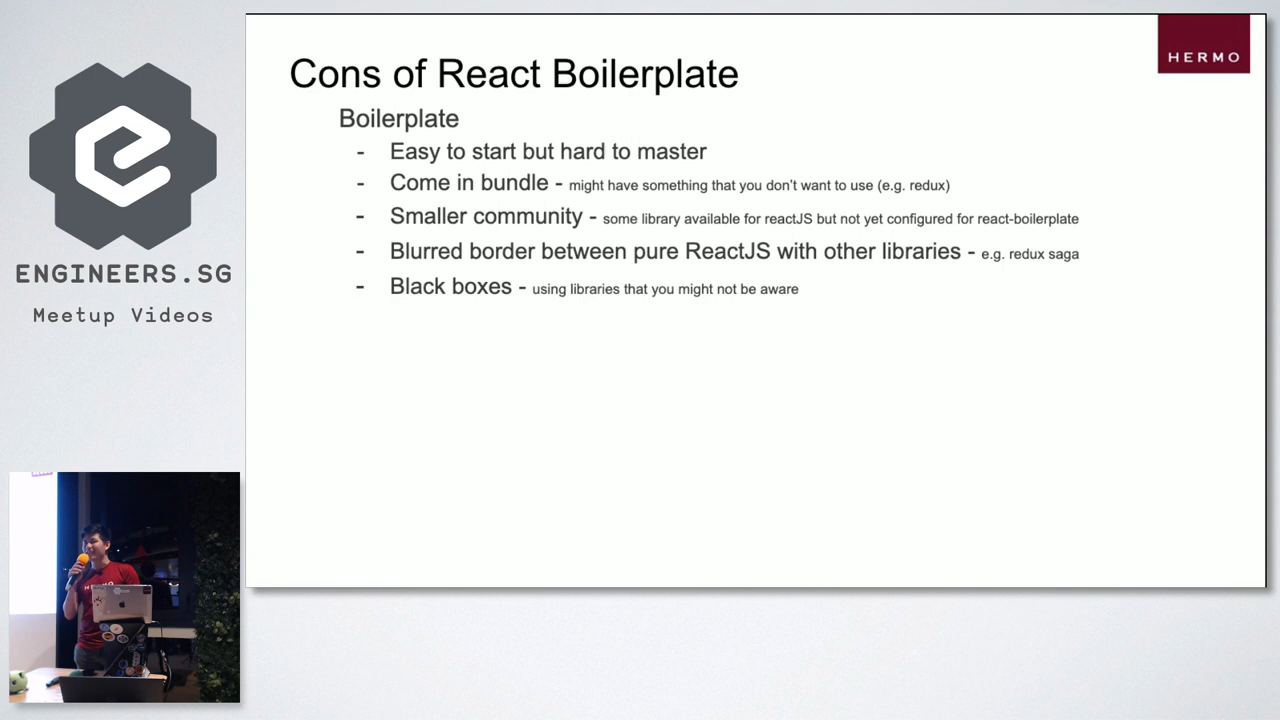 HERMO
Cons of React Boilerplate
Boilerplate
- Easy to start but hard to master
- Come in bundle - might have something that you don't want to use (e.g. redux)
- Smaller community - some library available for reactJS but not yet configured for react-boilerplate
- Blurred border between pure ReactJS with other libraries - e.g. redux saga
- Black boxes - using libraries that you might not be aware
ENGINEERS.SG
Meetup Videos
HERMO